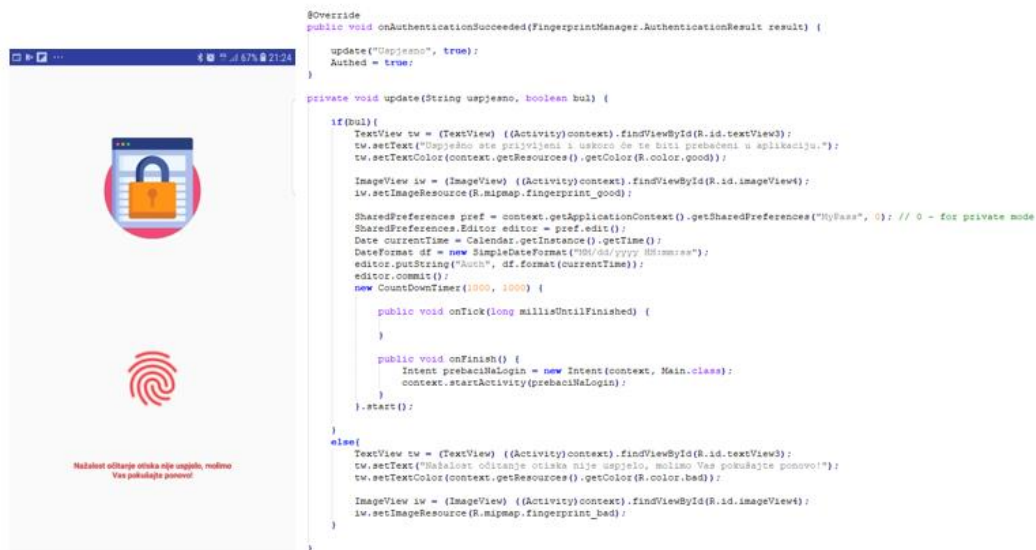 67% 21:24
Nažalost očitanje otiska nije uspjelo, molimo
Vas pokušajte ponovo!
@Override
public void onAuthenticationSucceeded(FingerprintManager.AuthenticationResult result) {
update("Uspjesno", true);
Authed = true;
}
private void update(String uspjesno, boolean bul) {
if(bul){
TextView tw = (TextView) ((Activity)context).findViewById(R.id.textView3);
tw.setText("Uspješno ste prijvljeni i uskoro će te biti prebačeni u aplikaciju.");
tw.setTextColor(context.getResources().getColor(R.color.good));
ImageView iw = (ImageView) ((Activity)context).findViewById(R.id.imageView4);
iw.setImageResource(R.mipmap.fingerprint_good);
SharedPreferences pref = context.getApplicationContext().getSharedPreferences("MyPass", 0); // 0 - for private mode
SharedPreferences.Editor editor = pref.edit();
Date currentTime = Calendar.getInstance().getTime();
DateFormat df = new SimpleDateFormat("MM/dd/yyyy HH:mm:ss");
editor.putString("Auth", df.format(currentTime));
editor.commit();
new CountDownTimer(1000, 1000) {
public void onTick(long millisUntilFinished) {
}
public void onFinish() {
Intent prebaciNaLogin = new Intent(context, Main.class);
context.startActivity(prebaciNaLogin);
}
}.start();
}
else{
TextView tw = (TextView) ((Activity)context).findViewById(R.id.textView3);
tw.setText("Nažalost očitanje otiska nije uspjelo, molimo Vas pokušajte ponovo!");
tw.setTextColor(context.getResources().getColor(R.color.bad));
ImageView iw = (ImageView) ((Activity)context).findViewById(R.id.imageView4);
iw.setImageResource(R.mipmap.fingerprint_bad);
}
}